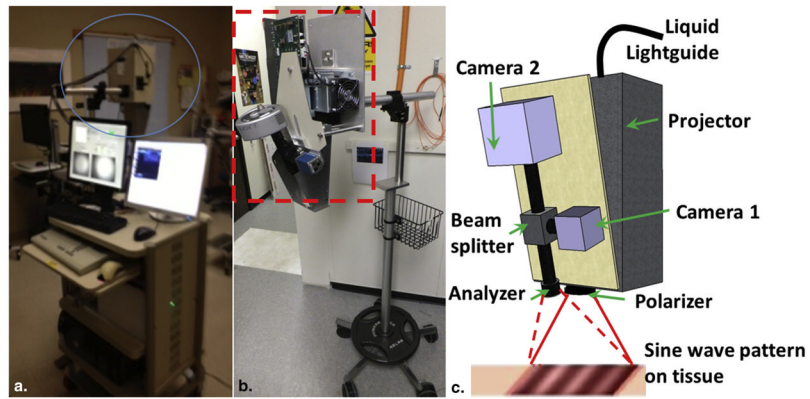 Liquid
Lightguide
Camera 2
Projector
Beam
splitter
Camera 1
Analyzer
Polarizer
Sine wave pattern
on tissue
a.
b.
c.